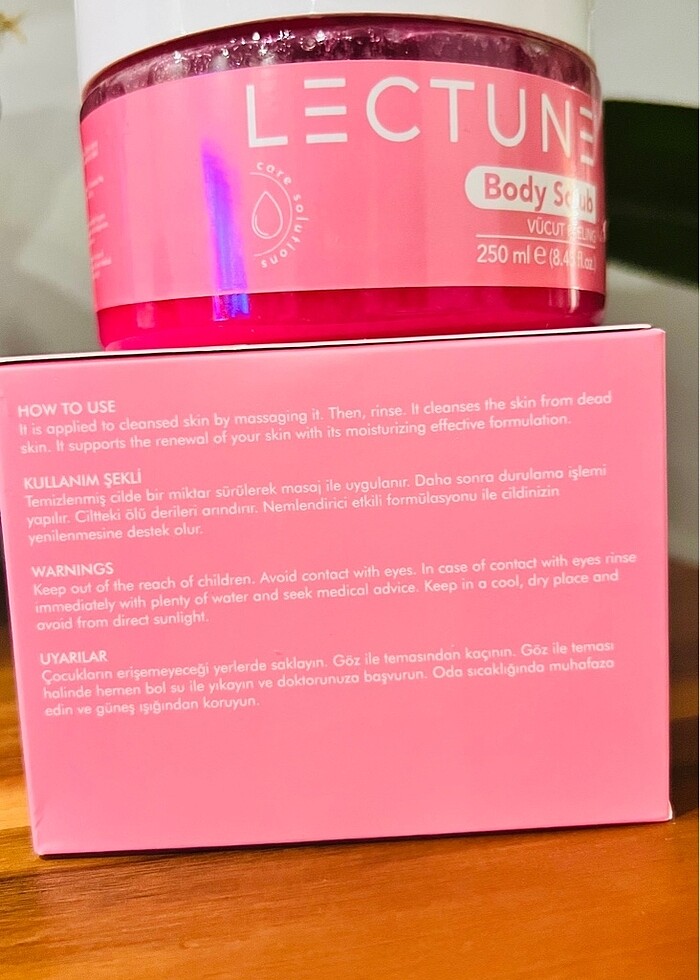 LECTUNE
care solutions
Body Scrub
VÜCUT PEELİNG
250 ml e (8.45 fl.oz.)
HOW TO USE
It is applied to cleansed skin by massaging it. Then, rinse. It cleanses the skin from dead
skin. It supports the renewal of your skin with its moisturizing effective formulation.
KULLANIM ŞEKLİ
Temizlenmiş cilde bir miktar sürülerek masaj ile uygulanır. Daha sonra durulama işlemi
yapılır. Ciltteki ölü derileri arındırır. Nemlendirici etkili formülasyonu ile cildinizin
yenilenmesine destek olur.
WARNINGS
Keep out of the reach of children. Avoid contact with eyes. In case of contact with eyes rinse
immediately with plenty of water and seek medical advice. Keep in a cool, dry place and
avoid from direct sunlight.
UYARILAR
Çocukların erişemeyeceği yerlerde saklayın. Göz ile temasından kaçının. Göz ile teması
halinde hemen bol su ile yıkayın ve doktorunuza başvurun. Oda sıcaklığında muhafaza
edin ve güneş ışığından koruyun.